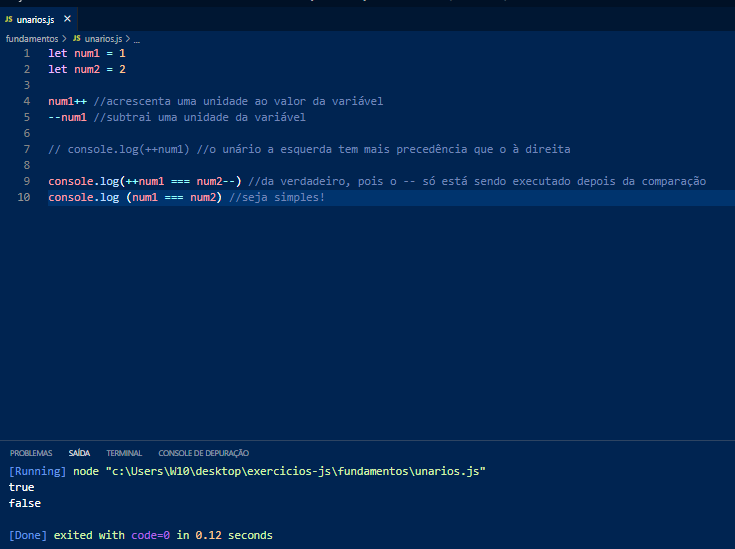 JS unarios.js ×
fundamentos > JS unarios.js > ...
1 let num1 = 1
2 let num2 = 2
3
4 num1++ //acrescenta uma unidade ao valor da variável
5 --num1 //subtrai uma unidade da variável
6
7 // console.log(++num1) //o unário a esquerda tem mais precedência que o à direita
8
9 console.log(++num1 === num2--) //da verdadeiro, pois o -- só está sendo executado depois da comparação
10 console.log (num1 === num2) //seja simples!
PROBLEMAS SAÍDA TERMINAL CONSOLE DE DEPURAÇÃO
[Running] node "c:\Users\W10\desktop\exercicios-js\fundamentos\unarios.js"
true
false
[Done] exited with code=0 in 0.12 seconds